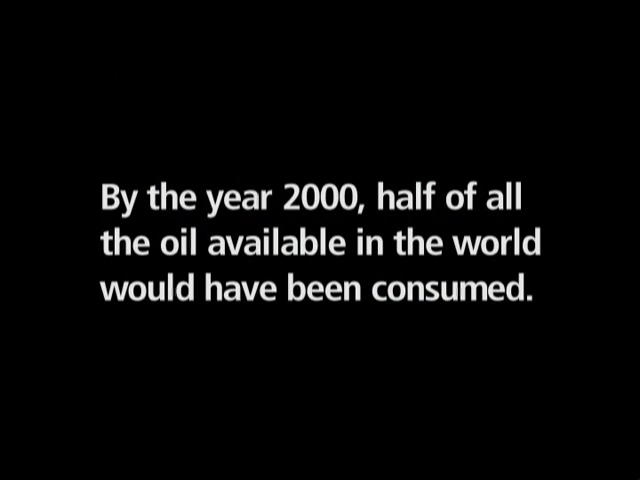 By the year 2000, half of all
the oil available in the world
would have been consumed.